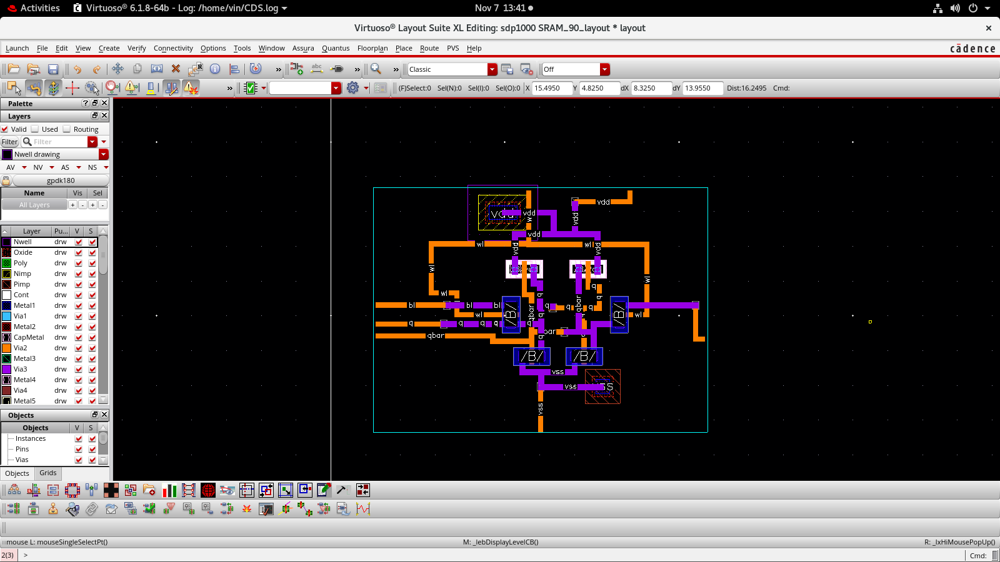 Activities
Virtuoso® 6.1.8-64b - Log: /home/vin/CDS.log
Nov 7 13:41
Virtuoso® Layout Suite XL Editing: sdp1000 SRAM_90_layout * layout
Launch File Edit View Create Verify Connectivity Options Tools Window Assura Quantus Floorplan Place Route PVS Help
cādence
Classic
Off
(F)Select:0 Sel(N):0 Sel(I):0 Sel(O):0 X 15.4950 Y 4.8250 dX 8.3250 dY 13.9550 Dist:16.2495 Cmd:
Palette
Layers
Valid Used Routing
Filter Filter
Nwell drawing
AV NV AS NS
gpdk180
Name Vis Sel
All Layers + - + -
Layer Pu... V S
Nwell drw
Oxide drw
Poly drw
Nimp drw
Pimp drw
Cont drw
Metal1 drw
Via1 drw
Metal2 drw
CapMetal drw
Via2 drw
Metal3 drw
Via3 drw
Metal4 drw
Via4 drw
Metal5 drw
Objects
Objects V S
Instances
Pins
Vias
Objects Grids
vdd
vdd
vdd
vdd
vdd
vdd
vdd
wl
wl
wl
wl
wl
q
q
bl bl bl
q q
wl
wl
qbar
qbar
q q q q
qbar
/B/
/B/
/B/
/B/
vss
vss
vss
mouse L: mouseSingleSelectPt()
M: _lebDisplayLevelCB()
R: _lxHiMousePopUp()
2(3) >
Cmd: